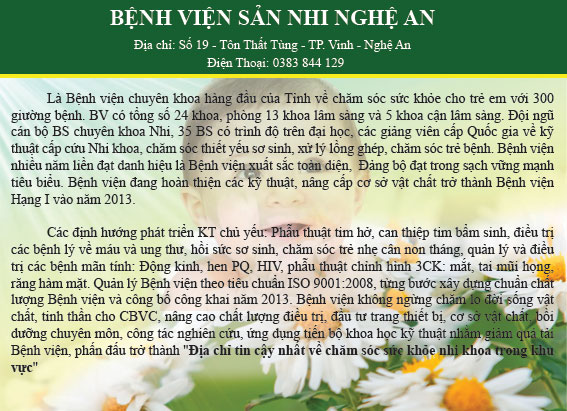 BỆNH VIỆN SẢN NHI NGHỆ AN
Địa chỉ: Số 19 - Tôn Thất Tùng - TP. Vinh - Nghệ An
Điện Thoại: 0383 844 129
Là Bệnh viện chuyên khoa hàng đầu của Tỉnh về chăm sóc sức khỏe cho trẻ em với 300
giường bệnh. BV có tổng số 24 khoa, phòng 13 khoa lâm sàng và 5 khoa cận lâm sàng. Đội ngũ
cán bộ BS chuyên khoa Nhi, 35 BS có trình độ trên đại học, các giảng viên cấp Quốc gia về kỹ
thuật cấp cứu Nhi khoa, chăm sóc thiết yếu sơ sinh, xử lý lồng ghép, chăm sóc trẻ bệnh. Bệnh viện
nhiều năm liền đạt danh hiệu là Bệnh viện xuất sắc toàn diện, Đảng bộ đạt trong sạch vững mạnh
tiêu biểu. Bệnh viện đang hoàn thiện các kỹ thuật, nâng cấp cơ sở vật chất trở thành Bệnh viện
Hạng I vào năm 2013.
Các định hướng phát triển KT chủ yếu: Phẫu thuật tim hở, can thiệp tim bẩm sinh, điều trị
các bệnh lý về máu và ung thư, hồi sức sơ sinh, chăm sóc trẻ nhẹ cân non tháng, quản lý và điều
trị các bệnh mãn tính: Động kinh, hen PQ, HIV, phẫu thuật chỉnh hình 3CK: mắt, tai mũi họng,
răng hàm mặt. Quản lý Bệnh viện theo tiêu chuẩn ISO 9001:2008, từng bước xây dựng chuẩn chất
lượng Bệnh viện và công bố công khai năm 2013. Bệnh viện không ngừng chăm lo đời sống vật
chất, tinh thần cho CBVC, nâng cao chất lượng điều trị, đầu tư trang thiết bị, cơ sở vật chất, bồi
dưỡng chuyên môn, công tác nghiên cứu, ứng dụng tiến bộ khoa học kỹ thuật nhằm giảm quá tải
Bệnh viện, phấn đấu trở thành "Địa chỉ tin cậy nhất về chăm sóc sức khỏe nhi khoa trong khu
vực"